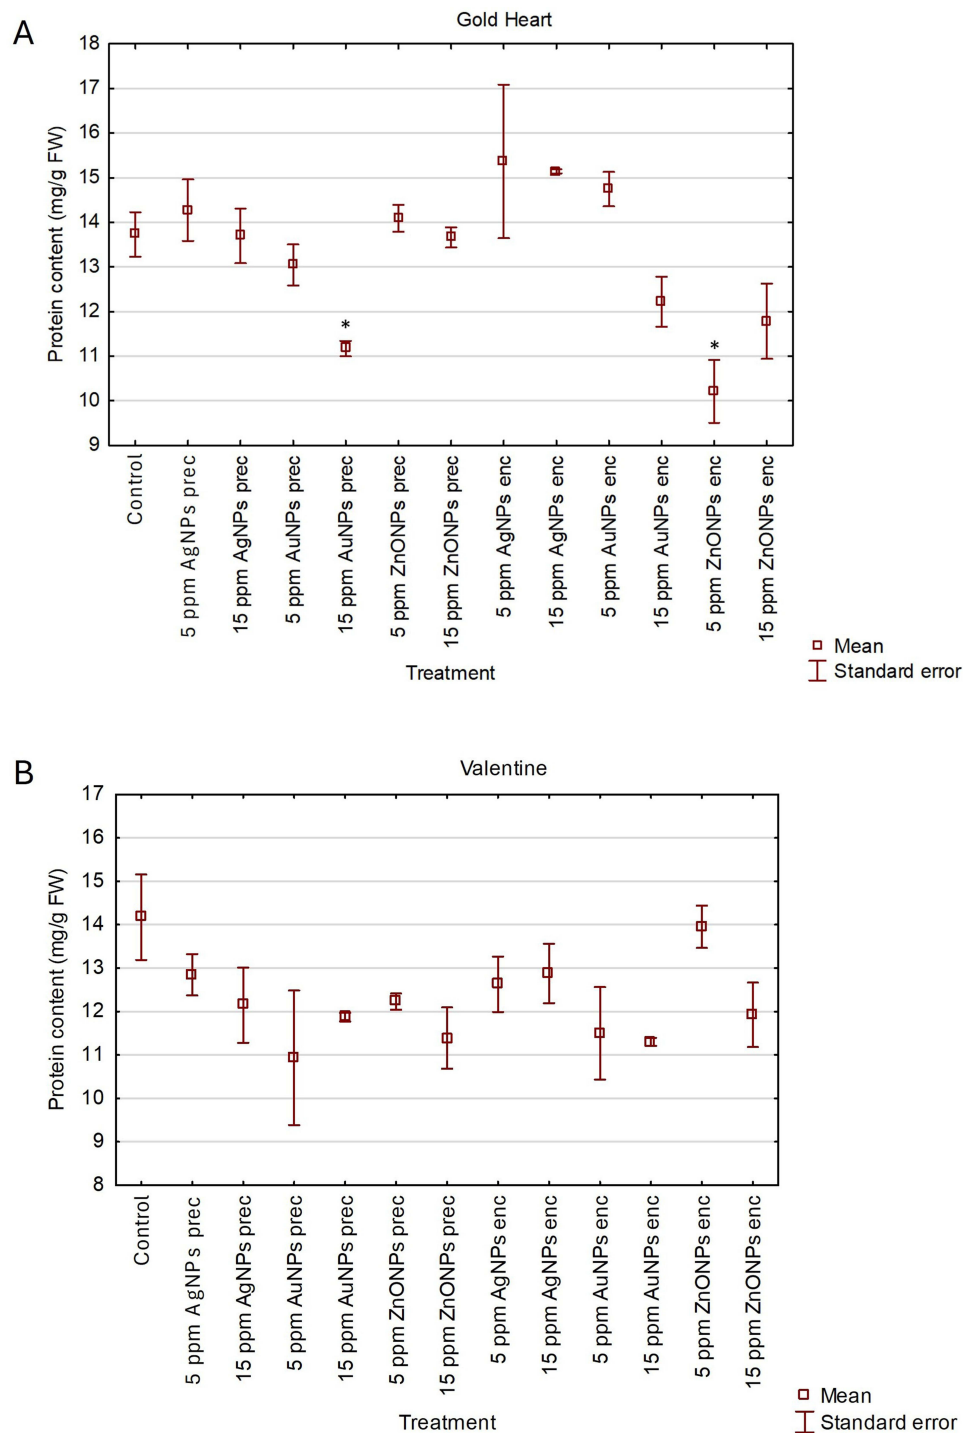 A
Gold Heart
Protein content (mg/g FW)
18
17
16
15
14
13
12
11
10
9
*
*
Control
5 ppm AgNPs prec
15 ppm AgNPs prec
5 ppm AuNPs prec
15 ppm AuNPs prec
5 ppm ZnONPs prec
15 ppm ZnONPs prec
5 ppm AgNPs enc
15 ppm AgNPs enc
5 ppm AuNPs enc
15 ppm AuNPs enc
5 ppm ZnONPs enc
15 ppm ZnONPs enc
Treatment
Mean
Standard error
B
Valentine
Protein content (mg/g FW)
17
16
15
14
13
12
11
10
9
8
Control
5 ppm AgNPs prec
15 ppm AgNPs prec
5 ppm AuNPs prec
15 ppm AuNPs prec
5 ppm ZnONPs prec
15 ppm ZnONPs prec
5 ppm AgNPs enc
15 ppm AgNPs enc
5 ppm AuNPs enc
15 ppm AuNPs enc
5 ppm ZnONPs enc
15 ppm ZnONPs enc
Treatment
Mean
Standard error